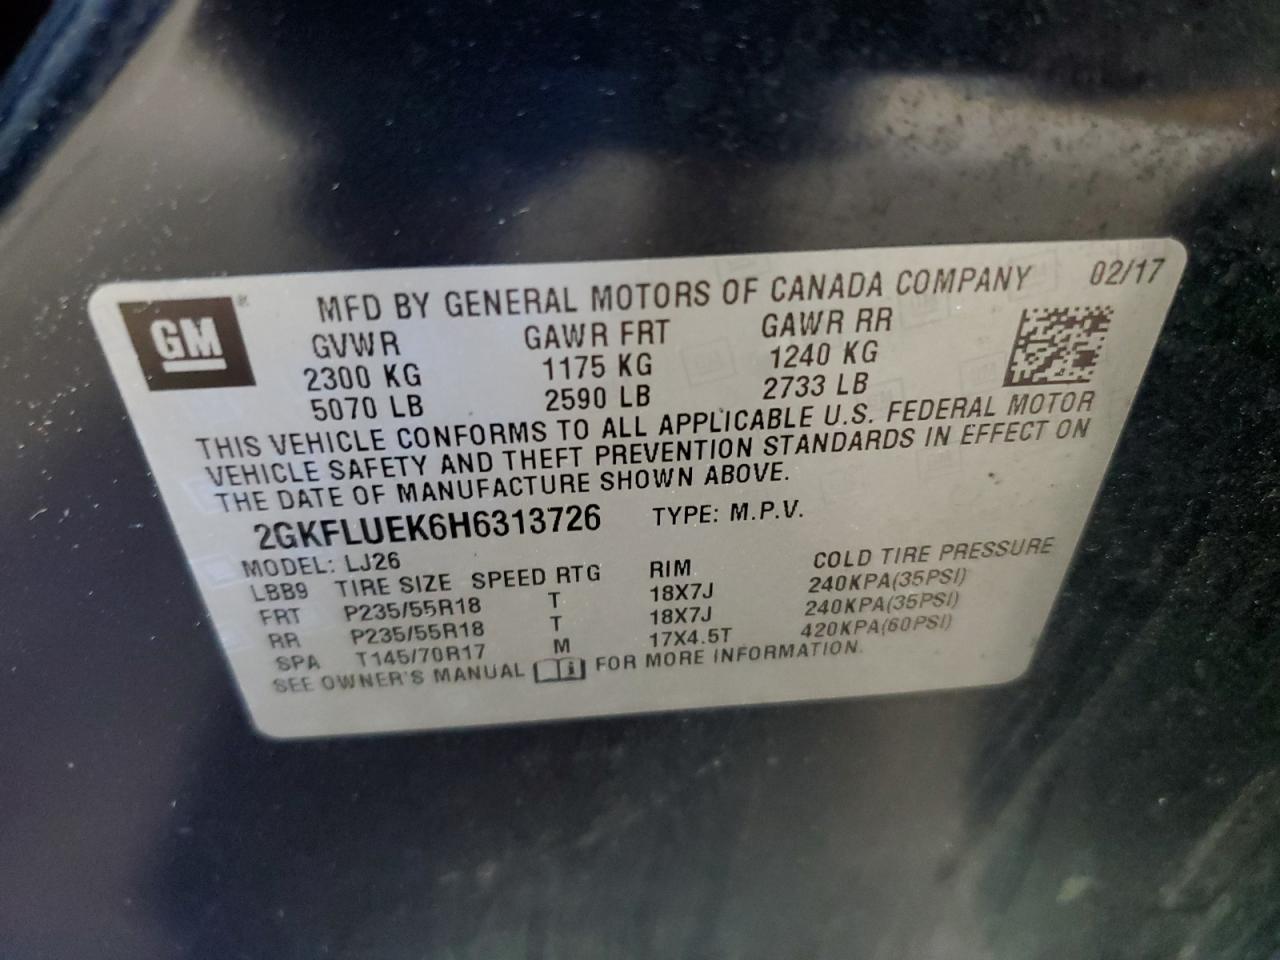 GM
MFD BY GENERAL MOTORS OF CANADA COMPANY 02/17
GVWR GAWR FRT GAWR RR
2300 KG 1175 KG 1240 KG
5070 LB 2590 LB 2733 LB
THIS VEHICLE CONFORMS TO ALL APPLICABLE U.S. FEDERAL MOTOR
VEHICLE SAFETY AND THEFT PREVENTION STANDARDS IN EFFECT ON
THE DATE OF MANUFACTURE SHOWN ABOVE.
2GKFLUEK6H6313726 TYPE: M.P.V.
MODEL: LJ26
LBB9 TIRE SIZE SPEED RTG RIM COLD TIRE PRESSURE
FRT P235/55R18 T 18X7J 240KPA(35PSI)
RR P235/55R18 T 18X7J 240KPA(35PSI)
SPA T145/70R17 M 17X4.5T 420KPA(60PSI)
SEE OWNER'S MANUAL FOR MORE INFORMATION.